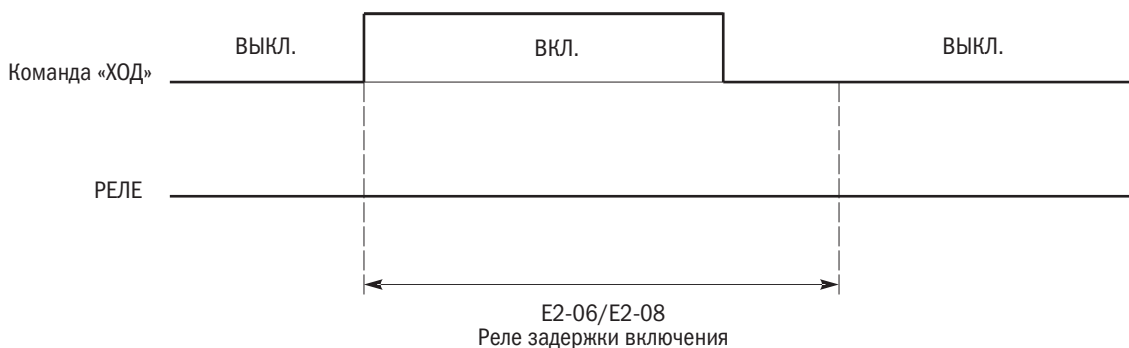 ВЫКЛ.
ВКЛ.
ВЫКЛ.
Команда «ХОД»
РЕЛЕ
E2-06/E2-08
Реле задержки включения